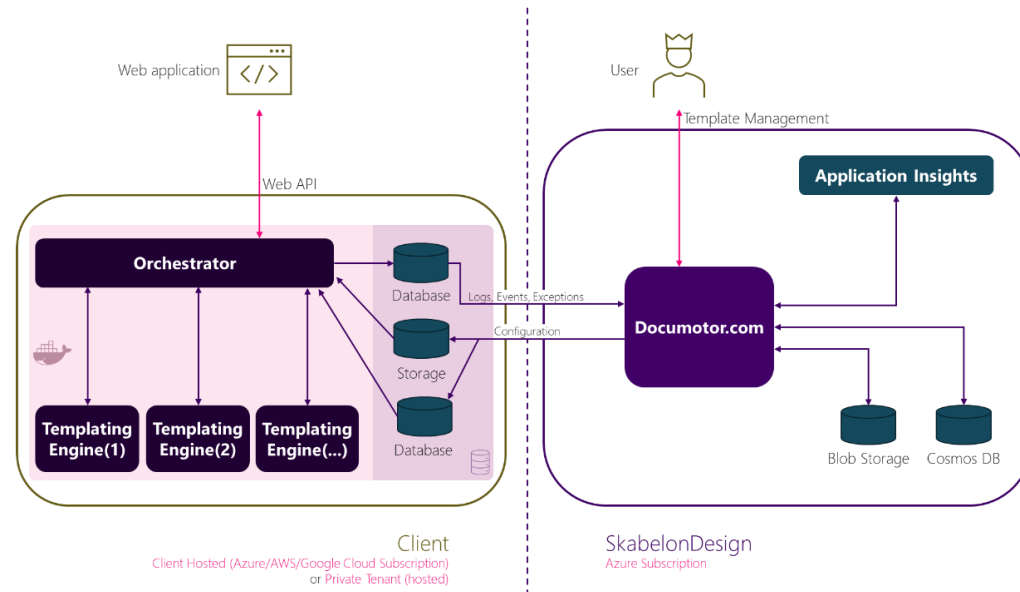 Web application
</>
User
Template Management
Web API
Application Insights
Orchestrator
Database
Logs, Events, Exceptions
Documotor.com
Configuration
Storage
Templating
Engine(1)
Templating
Engine(2)
Templating
Engine(...)
Database
Blob Storage
Cosmos DB
Client
Client Hosted (Azure/AWS/Google Cloud Subscription)
or Private Tenant (hosted)
SkabelonDesign
Azure Subscription